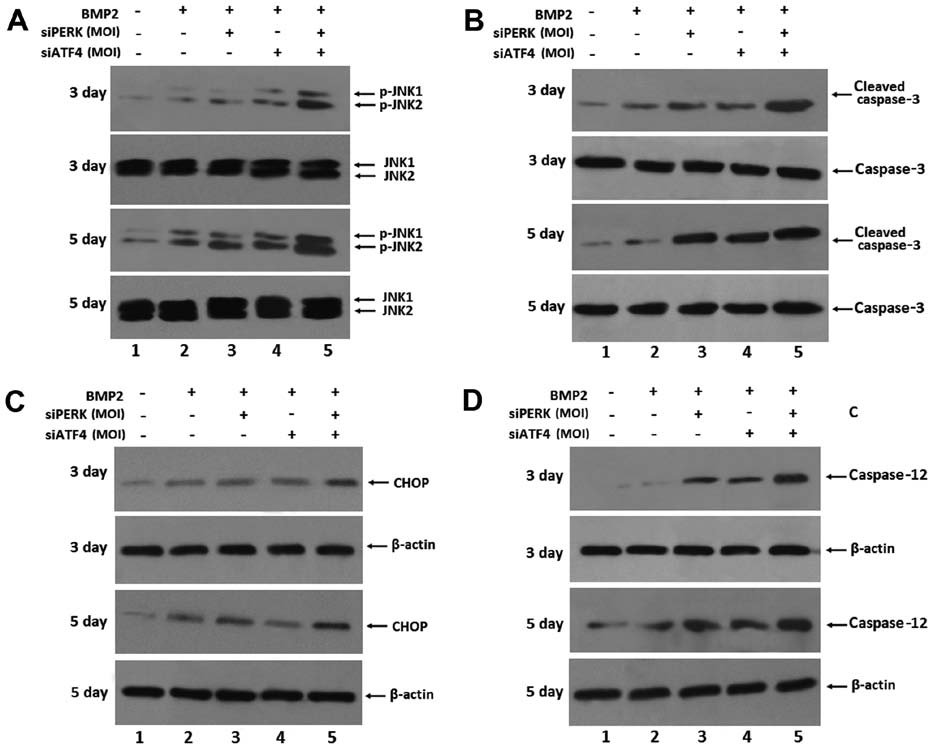 A
BMP2 - + + + +
siPERK (MOI) - - + - +
siATF4 (MOI) - - - + +
3 day p-JNK1
p-JNK2
3 day JNK1
JNK2
5 day p-JNK1
p-JNK2
5 day JNK1
JNK2
1 2 3 4 5
B
BMP2 - + + + +
siPERK (MOI) - - + - +
siATF4 (MOI) - - - + +
3 day Cleaved
caspase-3
3 day Caspase-3
5 day Cleaved
caspase-3
5 day Caspase-3
1 2 3 4 5
C
BMP2 - + + + +
siPERK (MOI) - - + - +
siATF4 (MOI) - - - + +
3 day CHOP
3 day β-actin
5 day CHOP
5 day β-actin
1 2 3 4 5
D
BMP2 - + + + +
siPERK (MOI) - - + - +
C
siATF4 (MOI) - - - + +
3 day Caspase-12
3 day β-actin
5 day Caspase-12
5 day β-actin
1 2 3 4 5